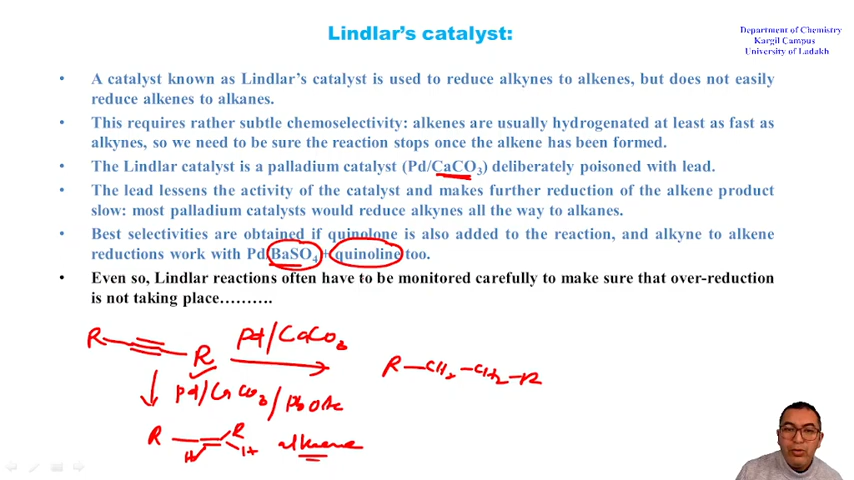 Lindlar's catalyst:
Department of Chemistry
Kargil Campus
University of Ladakh
• A catalyst known as Lindlar's catalyst is used to reduce alkynes to alkenes, but does not easily
reduce alkenes to alkanes.
• This requires rather subtle chemoselectivity: alkenes are usually hydrogenated at least as fast as
alkynes, so we need to be sure the reaction stops once the alkene has been formed.
• The Lindlar catalyst is a palladium catalyst (Pd/CaCO₃) deliberately poisoned with lead.
• The lead lessens the activity of the catalyst and makes further reduction of the alkene product
slow: most palladium catalysts would reduce alkynes all the way to alkanes.
• Best selectivities are obtained if quinolone is also added to the reaction, and alkyne to alkene
reductions work with Pd/BaSO₄ + quinoline too.
• Even so, Lindlar reactions often have to be monitored carefully to make sure that over-reduction
is not taking place……….
R R Pd/CaCO₃
R-CH₂-CH₂-R
Pd/CaCO₃/PbOAc
R R
H H alkene